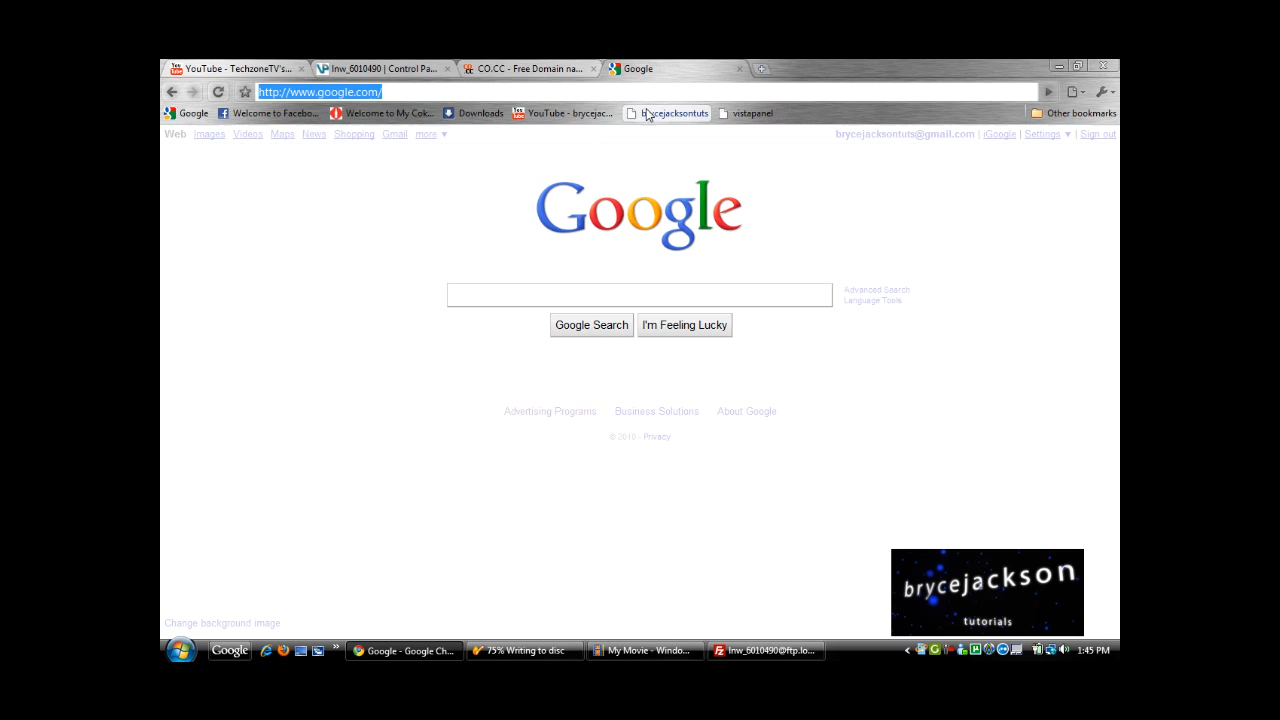 YouTube - TechzoneTV's...
lnw_6010490 | Control Pa...
CO.CC - Free Domain na...
Google
http://www.google.com/
Google
Welcome to Facebo...
Welcome to My Cok...
Downloads
YouTube - brycejac...
brycejacksontuts
vistapanel
Other bookmarks
Web Images Videos Maps News Shopping Gmail more ▼
brycejacksontuts@gmail.com | iGoogle | Settings ▼ | Sign out
Google
Advanced Search
Language Tools
Google Search
I'm Feeling Lucky
Advertising Programs
Business Solutions
About Google
© 2010 - Privacy
brycejackson
tutorials
Change background image
Google
»
Google - Google Ch...
75% Writing to disc
My Movie - Windo...
lnw_6010490@ftp.lo...
1:45 PM